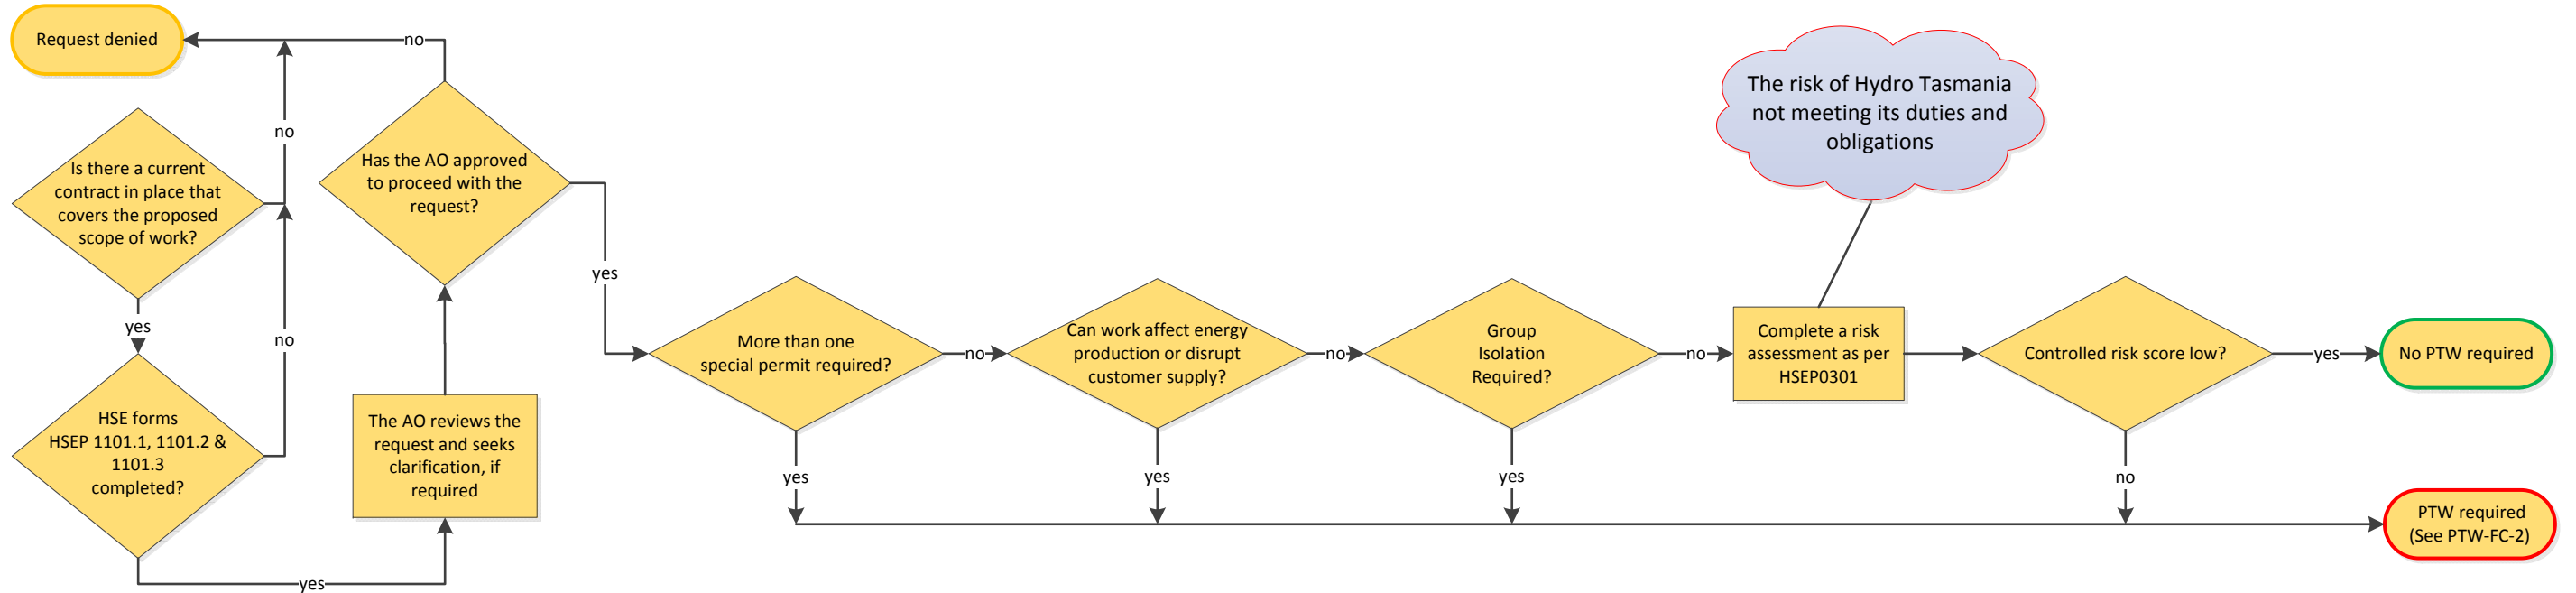 Request denied
no
no
Is there a current
contract in place that
covers the proposed
scope of work?
yes
no
HSE forms
HSEP 1101.1, 1101.2 &
1101.3
completed?
yes
The AO reviews the
request and seeks
clarification, if
required
Has the AO approved
to proceed with the
request?
yes
More than one
special permit required?
no
yes
Can work affect energy
production or disrupt
customer supply?
no
yes
Group
Isolation
Required?
no
yes
The risk of Hydro Tasmania
not meeting its duties and
obligations
Complete a risk
assessment as per
HSEP0301
Controlled risk score low?
yes
no
No PTW required
PTW required
(See PTW-FC-2)